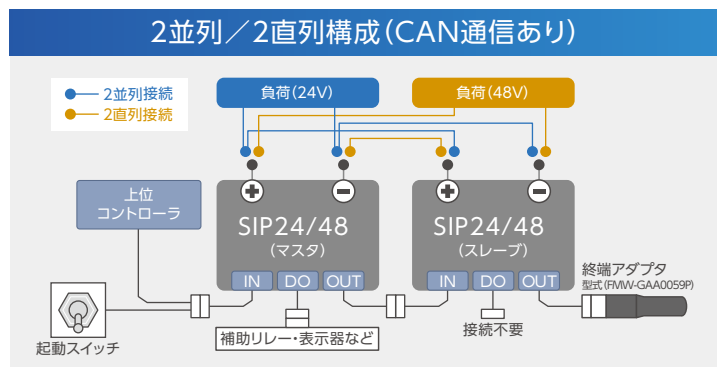 2並列／2直列構成（CAN通信あり）
2並列接続
2直列接続
負荷（24V）
負荷（48V）
上位
コントローラ
SIP24/48
（マスタ）
IN
DO
OUT
SIP24/48
（スレーブ）
IN
DO
OUT
終端アダプタ
型式（FMW-GAA0059P）
起動スイッチ
補助リレー・表示器など
接続不要